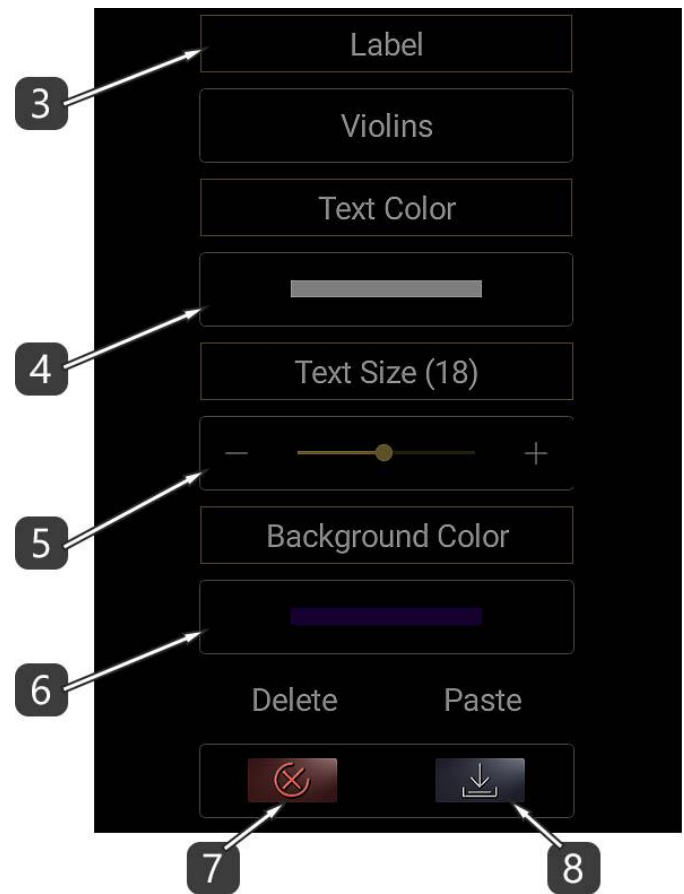 3
Label
Violins
Text Color
4
Text Size (18)
5
Background Color
6
Delete Paste
7 8